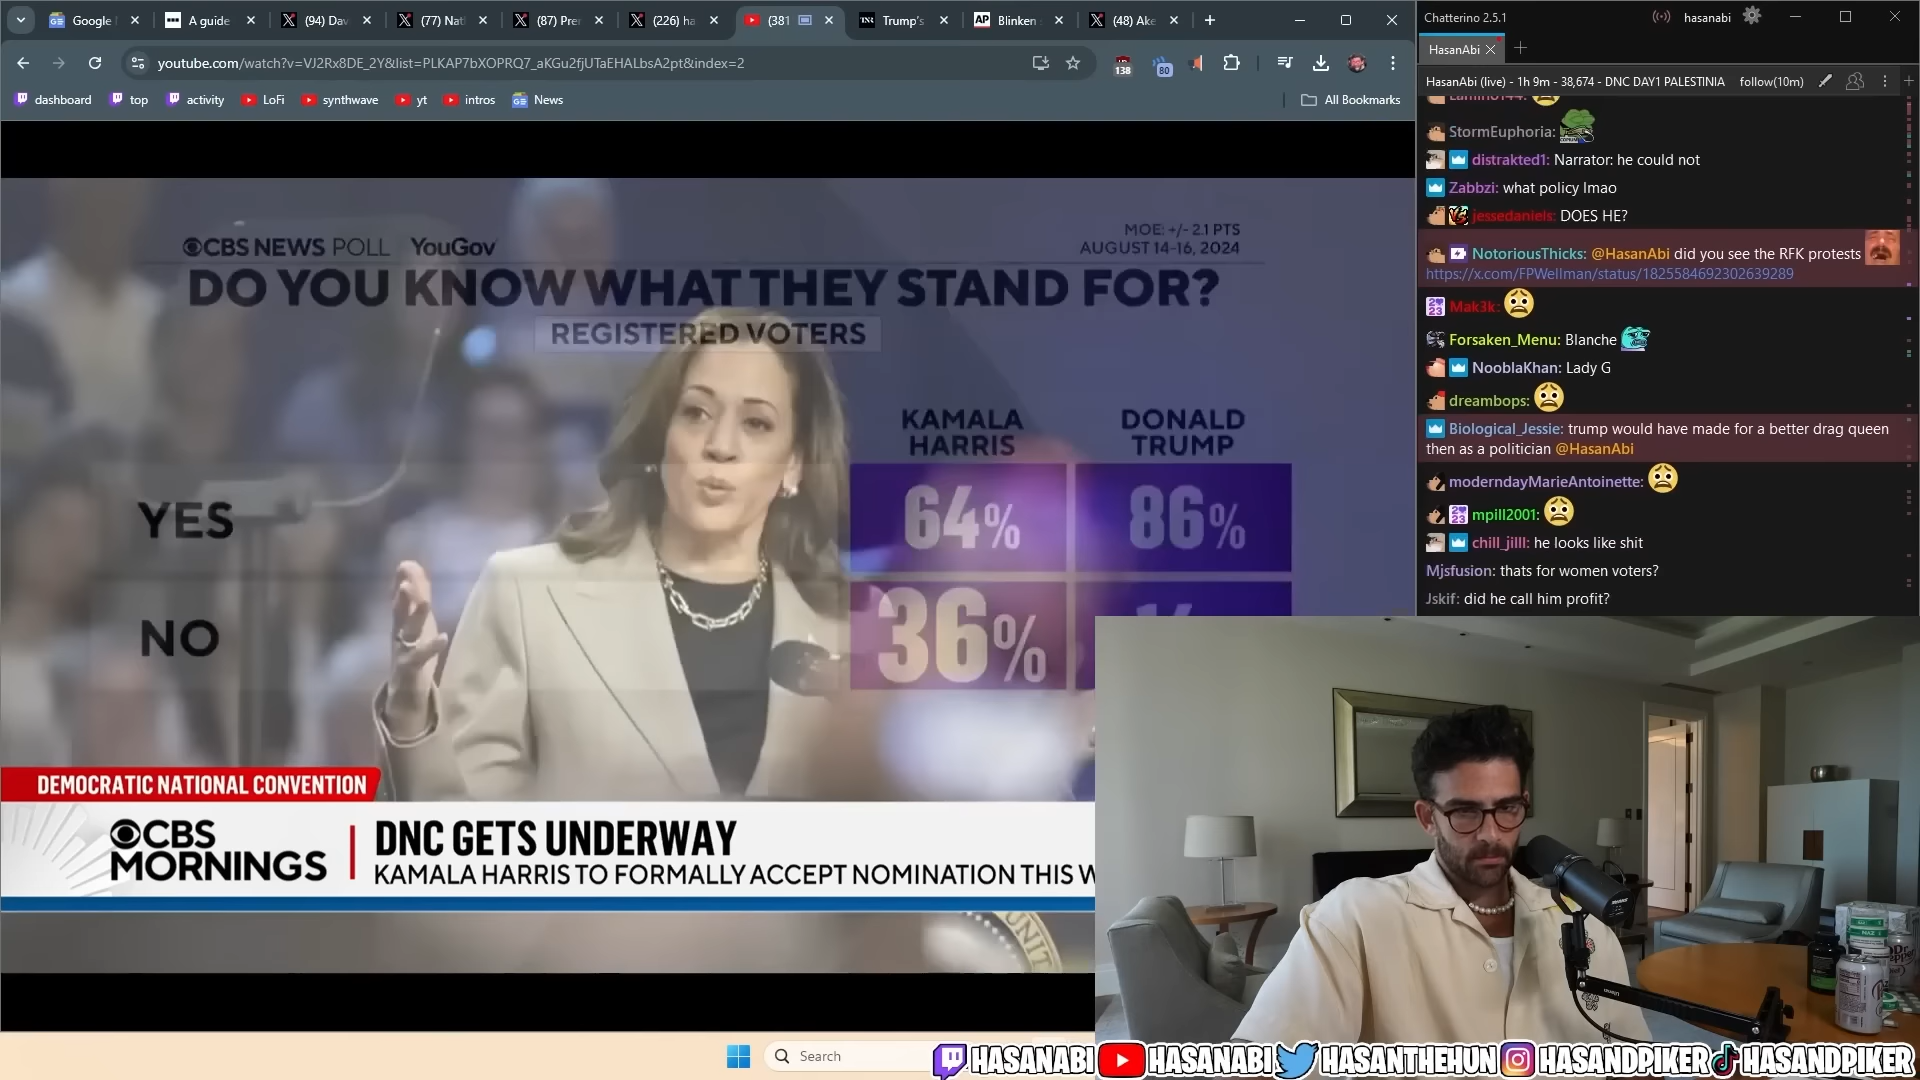 Google
A guide
(94) Dav
(77) Nat
(87) Pre
(226) ha
(381
Trump's
AP
Blinken
(48) Ake
youtube.com/watch?v=VJ2Rx8DE_2Y&list=PLKAP7bXOPRQ7_aKGu2fjUTaEHALbsA2pt&index=2
138
80
dashboard
top
activity
LoFi
synthwave
yt
intros
News
All Bookmarks
CBS NEWS POLL YouGov
MOE: +/- 2.1 PTS
AUGUST 14-16, 2024
DO YOU KNOW WHAT THEY STAND FOR?
REGISTERED VOTERS
KAMALA HARRIS
DONALD TRUMP
YES
64%
86%
NO
36%
DEMOCRATIC NATIONAL CONVENTION
CBS MORNINGS
DNC GETS UNDERWAY
KAMALA HARRIS TO FORMALLY ACCEPT NOMINATION THIS W
Search
Chatterino 2.5.1
hasanabi
HasanAbi
HasanAbi (live) - 1h 9m - 38,674 - DNC DAY1 PALESTINIA
follow(10m)
StormEuphoria:
distrakted1: Narrator: he could not
Zabbzi: what policy lmao
jessedaniels: DOES HE?
NotoriousThicks: @HasanAbi did you see the RFK protests
https://x.com/FPWellman/status/1825584692302639289
Mak3k:
Forsaken_Menu: Blanche
NooblaKhan: Lady G
dreambops:
Biological_Jessie: trump would have made for a better drag queen
then as a politician @HasanAbi
moderndayMarieAntoinette:
mpill2001:
chill_jilll: he looks like shit
Mjsfusion: thats for women voters?
Jskif: did he call him profit?
HASANABI
HASANABI
HASANTHEHUN
HASANDPIKER
HASANDPIKER